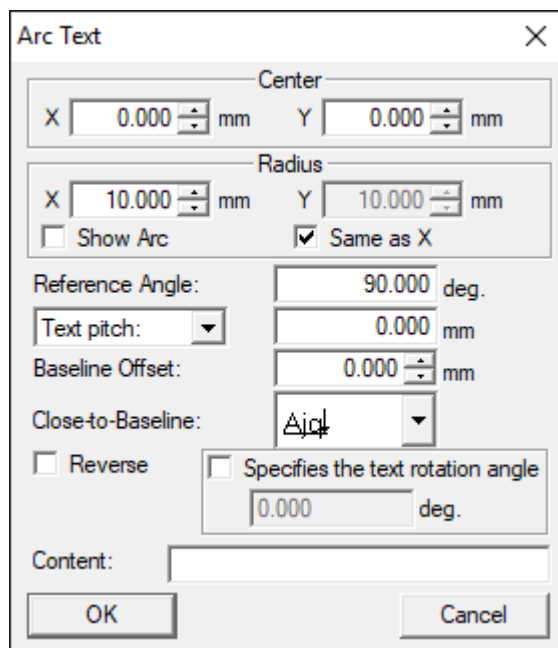 Arc Text
Center
X 0.000 mm Y 0.000 mm
Radius
X 10.000 mm Y 10.000 mm
Show Arc Same as X
Reference Angle: 90.000 deg.
Text pitch: 0.000 mm
Baseline Offset: 0.000 mm
Close-to-Baseline: Ajq
Reverse Specifies the text rotation angle
0.000 deg.
Content:
OK Cancel